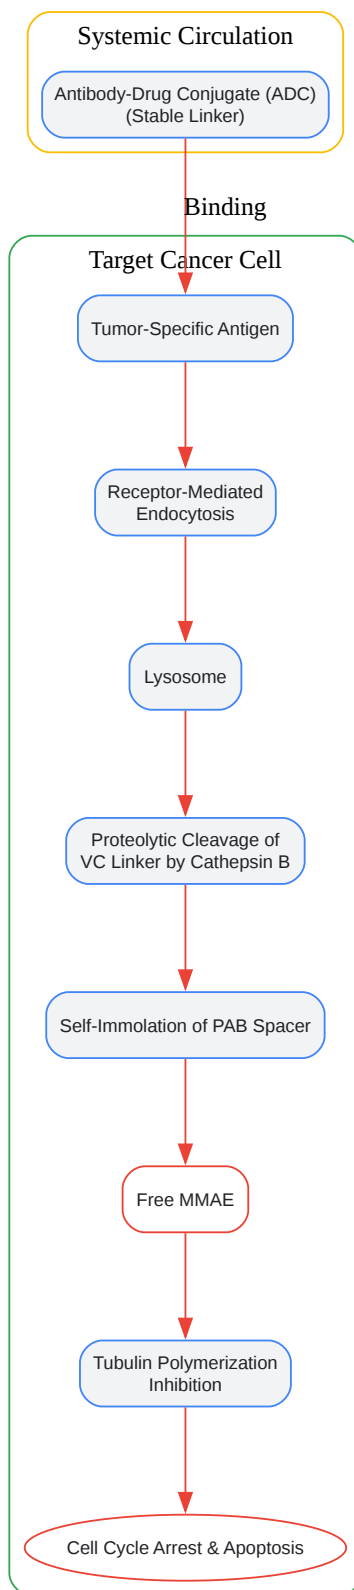 Systemic Circulation
Antibody-Drug Conjugate (ADC)
(Stable Linker)
Binding
Target Cancer Cell
Tumor-Specific Antigen
Receptor-Mediated
Endocytosis
Lysosome
Proteolytic Cleavage of
VC Linker by Cathepsin B
Self-Immolation of PAB Spacer
Free MMAE
Tubulin Polymerization
Inhibition
Cell Cycle Arrest & Apoptosis